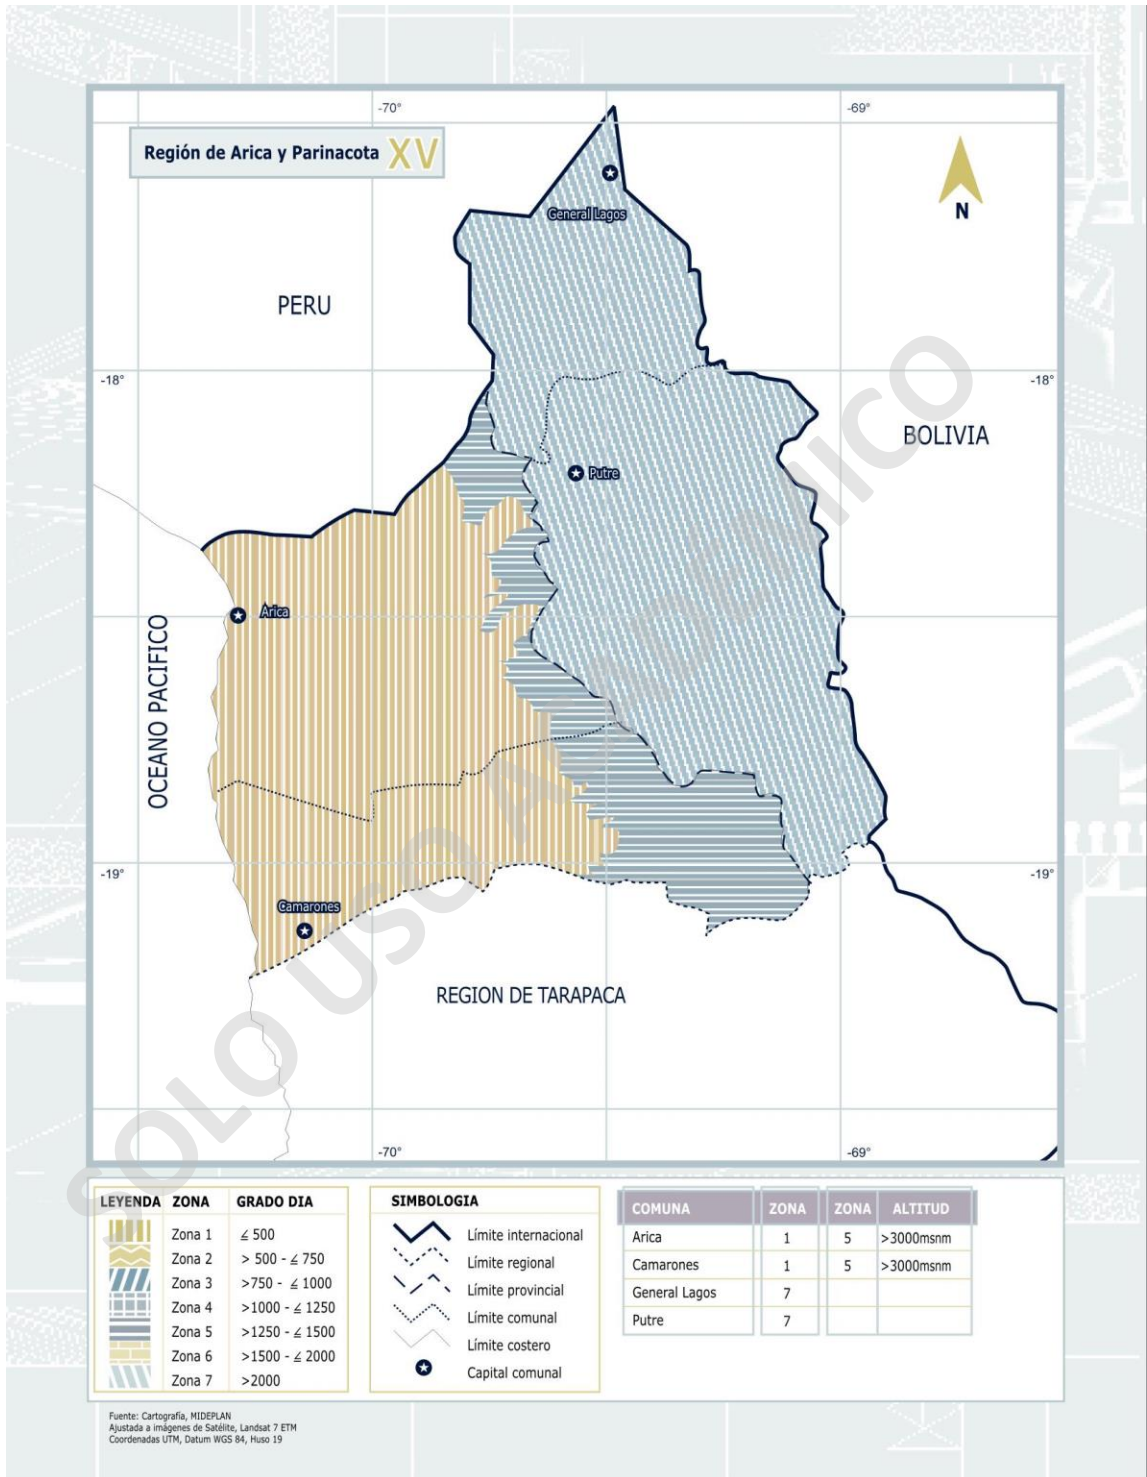 -70°
-69°
Región de Arica y Parinacota XV
N
General Lagos
PERU
-18°
-18°
BOLIVIA
Putre
Arica
OCEANO PACIFICO
-19°
-19°
Camarones
REGION DE TARAPACA
-70°
-69°
SOLO USO ACADÉMICO
LEYENDA ZONA GRADO DIA
Zona 1 ≤ 500
Zona 2 > 500 - ≤ 750
Zona 3 >750 - ≤ 1000
Zona 4 >1000 - ≤ 1250
Zona 5 >1250 - ≤ 1500
Zona 6 >1500 - ≤ 2000
Zona 7 >2000
SIMBOLOGIA
Límite internacional
Límite regional
Límite provincial
Límite comunal
Límite costero
Capital comunal
COMUNA ZONA ZONA ALTITUD
Arica 1 5 >3000msnm
Camarones 1 5 >3000msnm
General Lagos 7
Putre 7
Fuente: Cartografía, MIDEPLAN
Ajustada a imágenes de Satélite, Landsat 7 ETM
Coordenadas UTM, Datum WGS 84, Huso 19